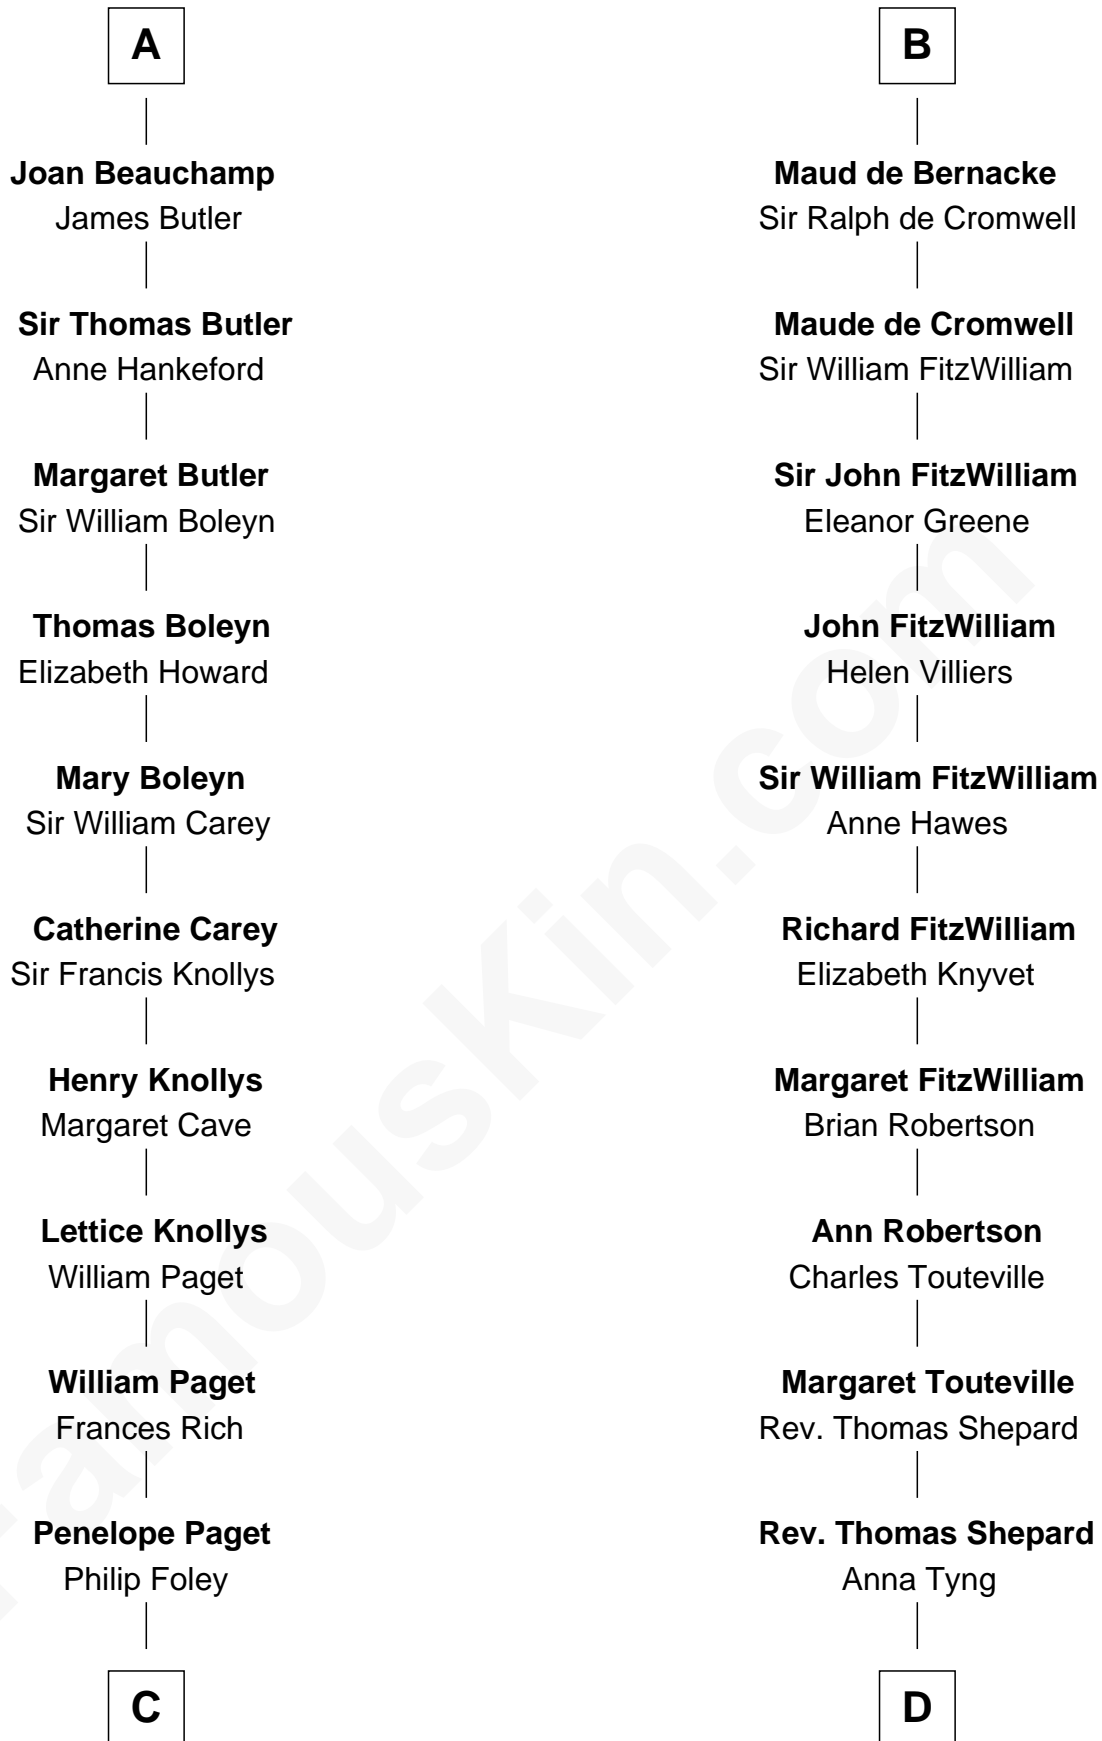 A
Joan Beauchamp
James Butler
Sir Thomas Butler
Anne Hankeford
Margaret Butler
Sir William Boleyn
Thomas Boleyn
Elizabeth Howard
Mary Boleyn
Sir William Carey
Catherine Carey
Sir Francis Knollys
Henry Knollys
Margaret Cave
Lettice Knollys
William Paget
William Paget
Frances Rich
Penelope Paget
Philip Foley
C
B
Maud de Bernacke
Sir Ralph de Cromwell
Maude de Cromwell
Sir William FitzWilliam
Sir John FitzWilliam
Eleanor Greene
John FitzWilliam
Helen Villiers
Sir William FitzWilliam
Anne Hawes
Richard FitzWilliam
Elizabeth Knyvet
Margaret FitzWilliam
Brian Robertson
Ann Robertson
Charles Touteville
Margaret Touteville
Rev. Thomas Shepard
Rev. Thomas Shepard
Anna Tyng
D
FamousKin.com